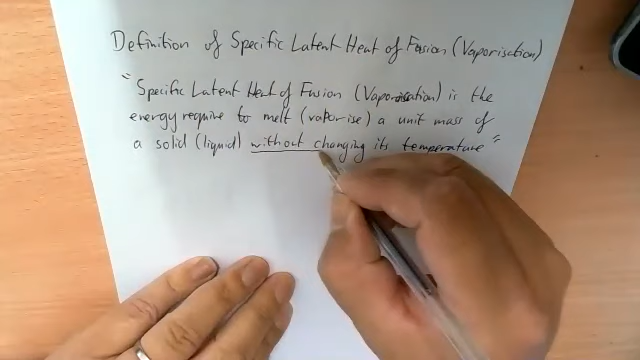 Definition of Specific Latent Heat of Fusion (Vaporisation)
"Specific Latent Heat of Fusion (Vaporisation) is the
energy require to melt (vaporise) a unit mass of
a solid (liquid) without changing its temperature"